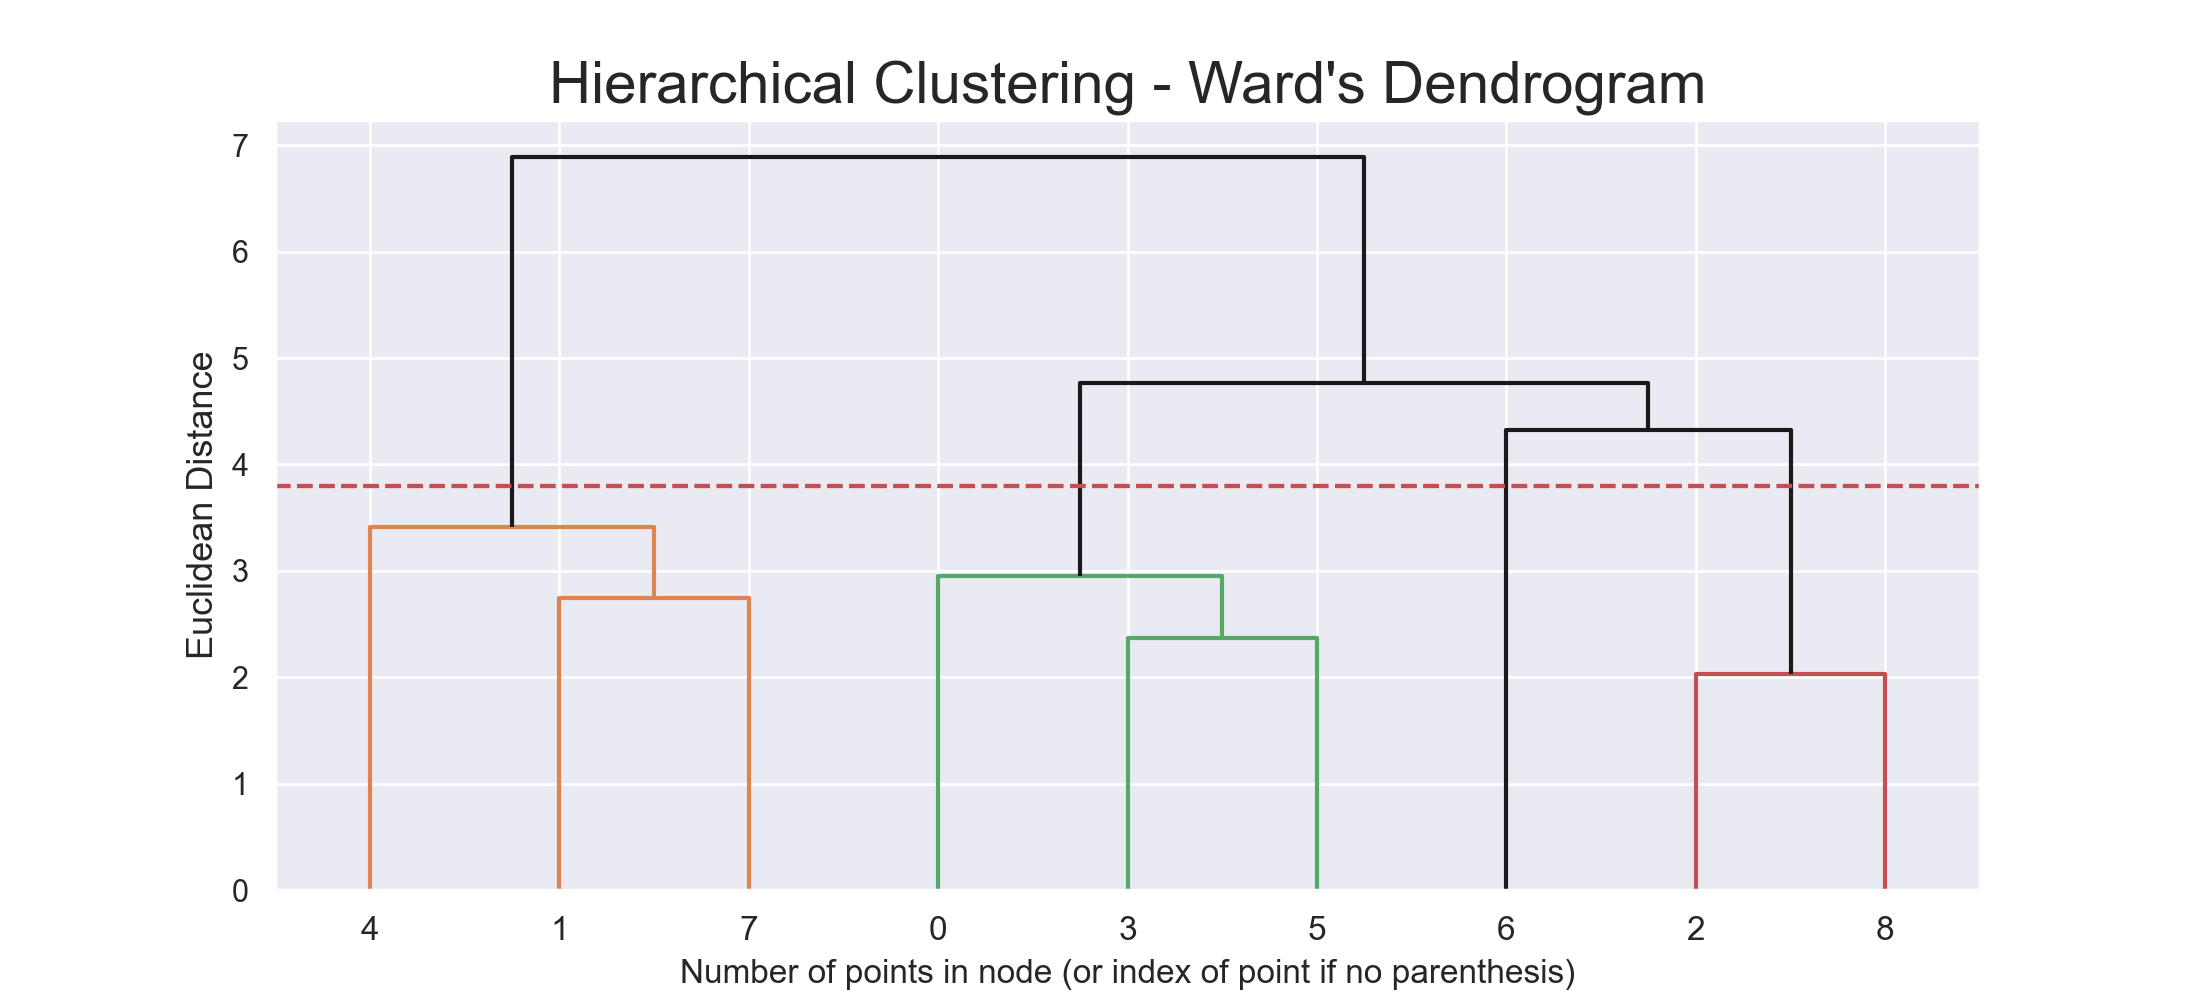 Hierarchical Clustering - Ward's Dendrogram
7
6
5
4
3
2
1
0
Euclidean Distance
4 1 7 0 3 5 6 2 8
Number of points in node (or index of point if no parenthesis)